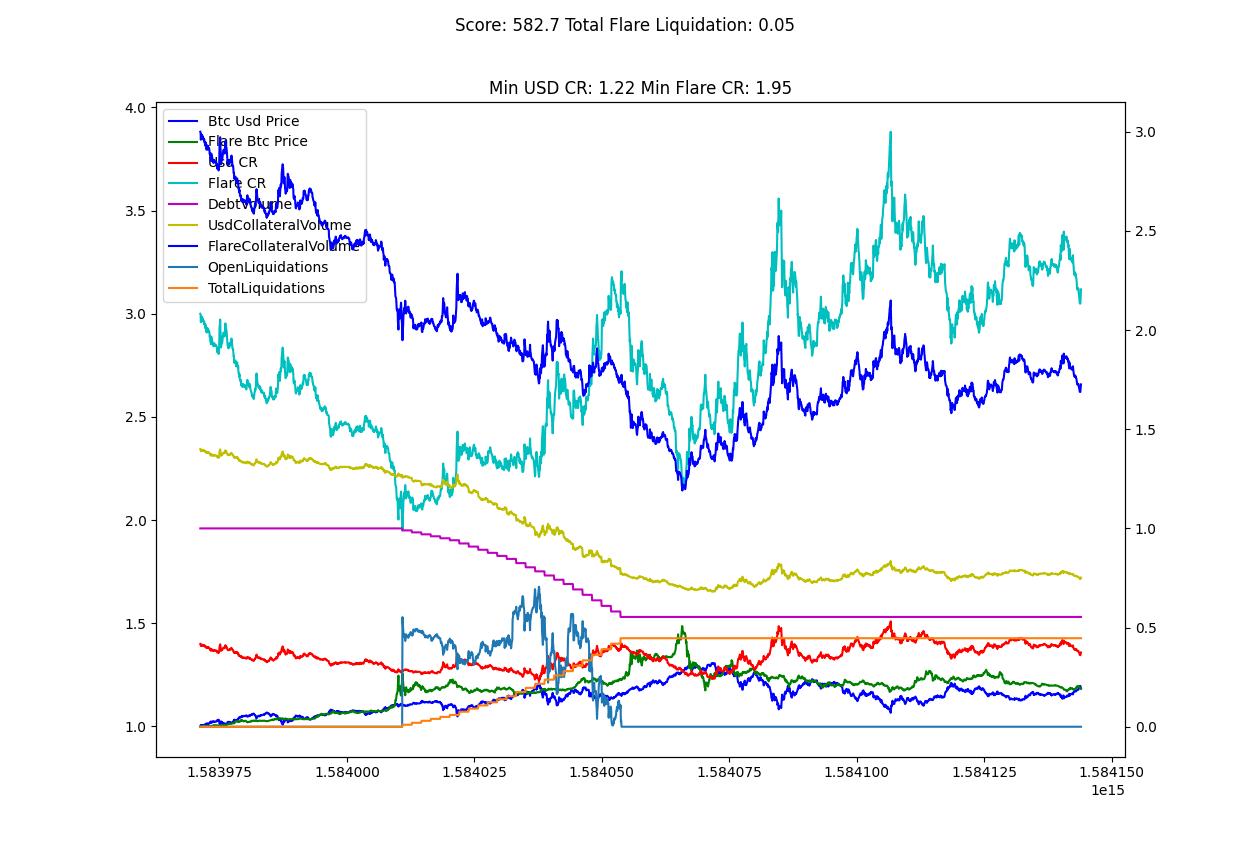 Score: 582.7 Total Flare Liquidation: 0.05
Min USD CR: 1.22 Min Flare CR: 1.95
4.0
3.5
3.0
2.5
2.0
1.5
1.0
Btc Usd Price
Flare Btc Price
Usd CR
Flare CR
DebtVolume
UsdCollateralVolume
FlareCollateralVolume
OpenLiquidations
TotalLiquidations
3.0
2.5
2.0
1.5
1.0
0.5
0.0
1.583975 1.584000 1.584025 1.584050 1.584075 1.584100 1.584125 1.584150
1e15